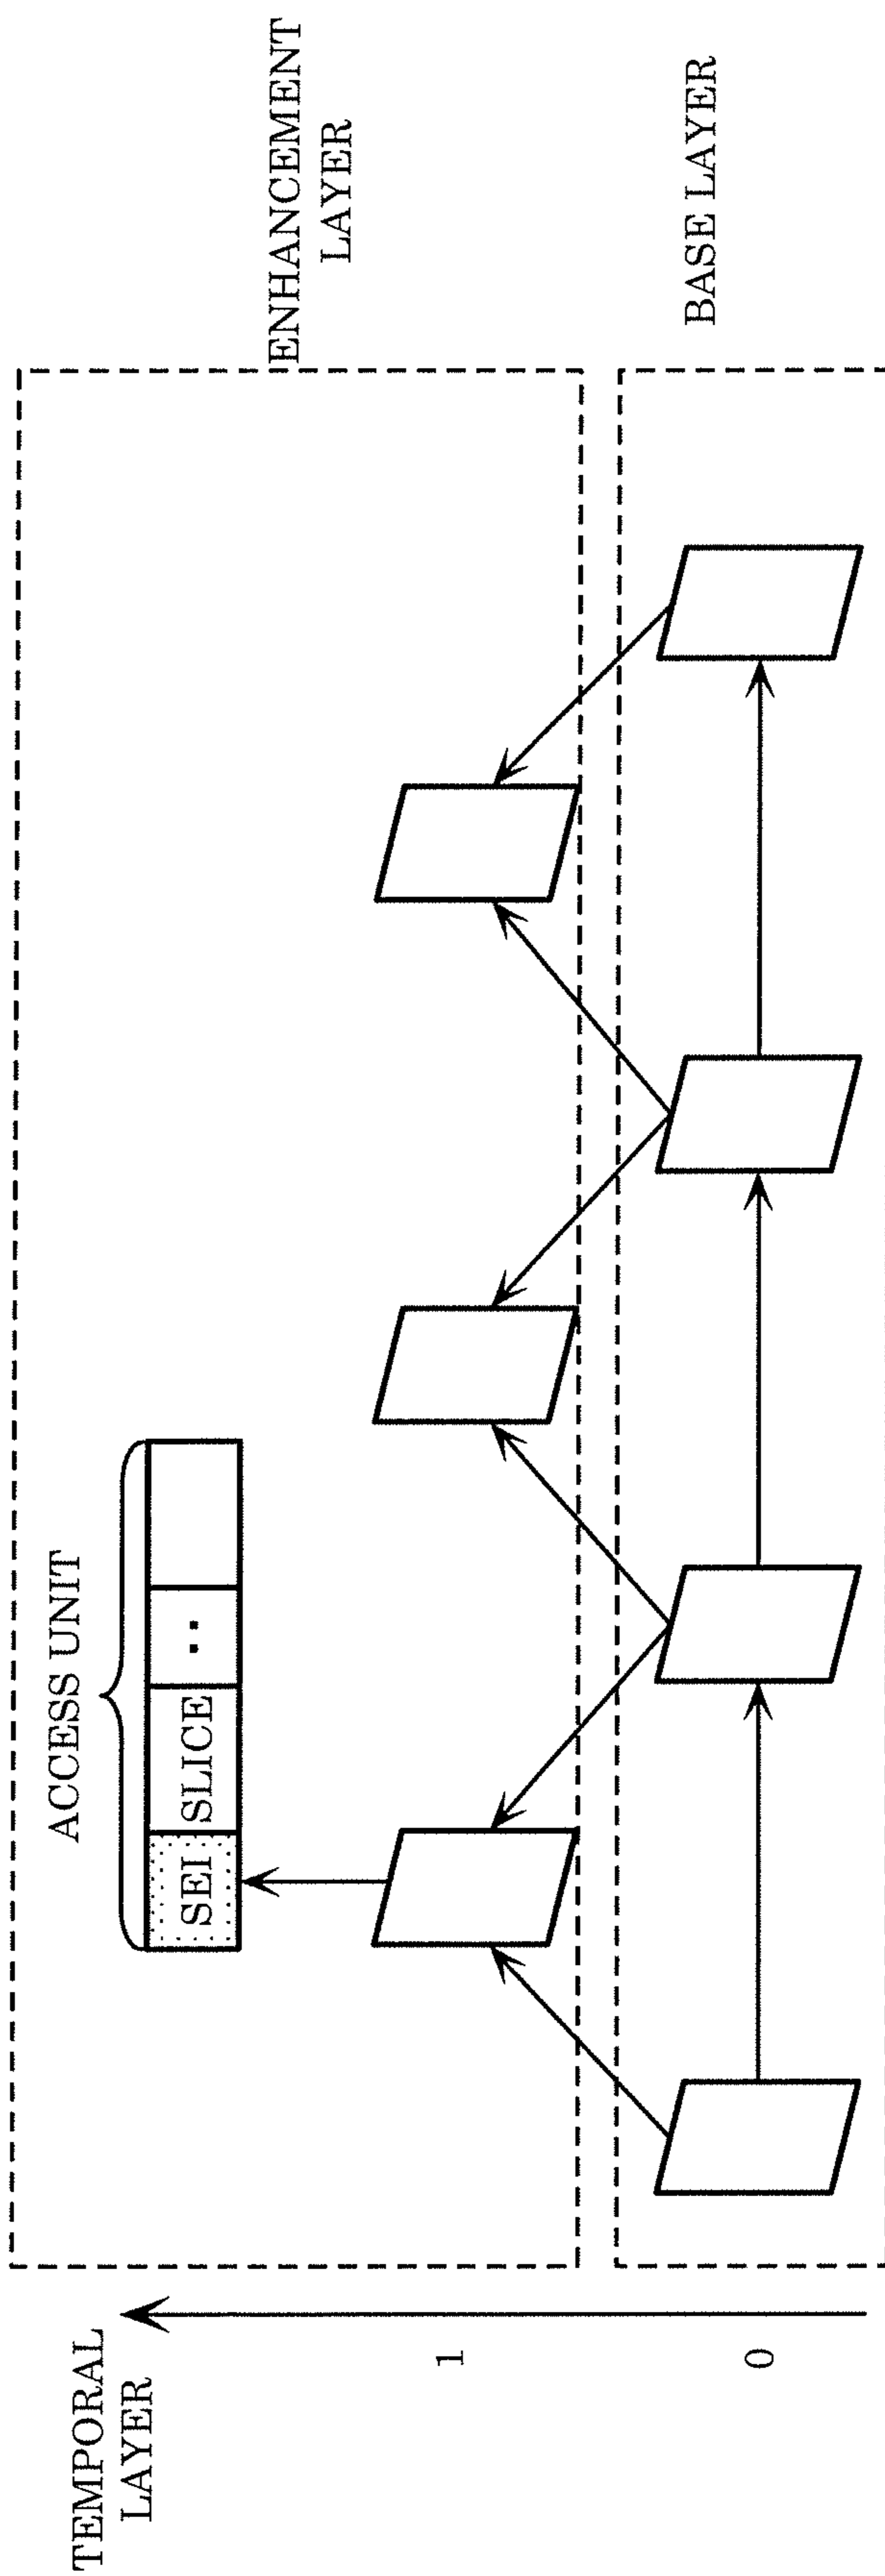 TEMPORAL
LAYER
1
0
ACCESS UNIT
SEI
SLICE
..
ENHANCEMENT
LAYER
BASE LAYER